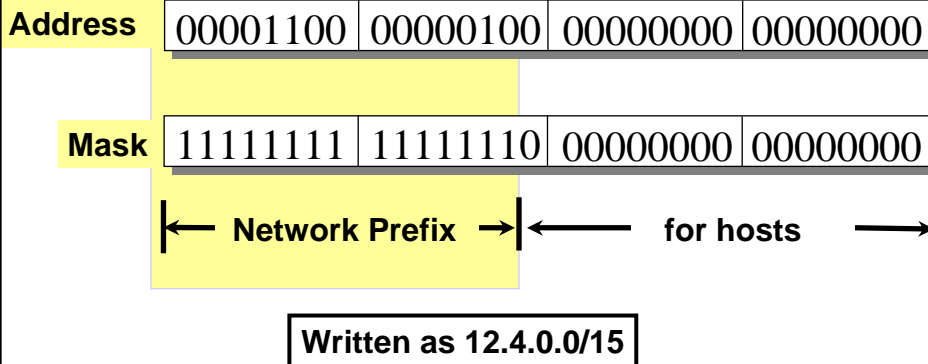 Address 00001100 00000100 00000000 00000000
Mask 11111111 11111110 00000000 00000000
Network Prefix for hosts
Written as 12.4.0.0/15